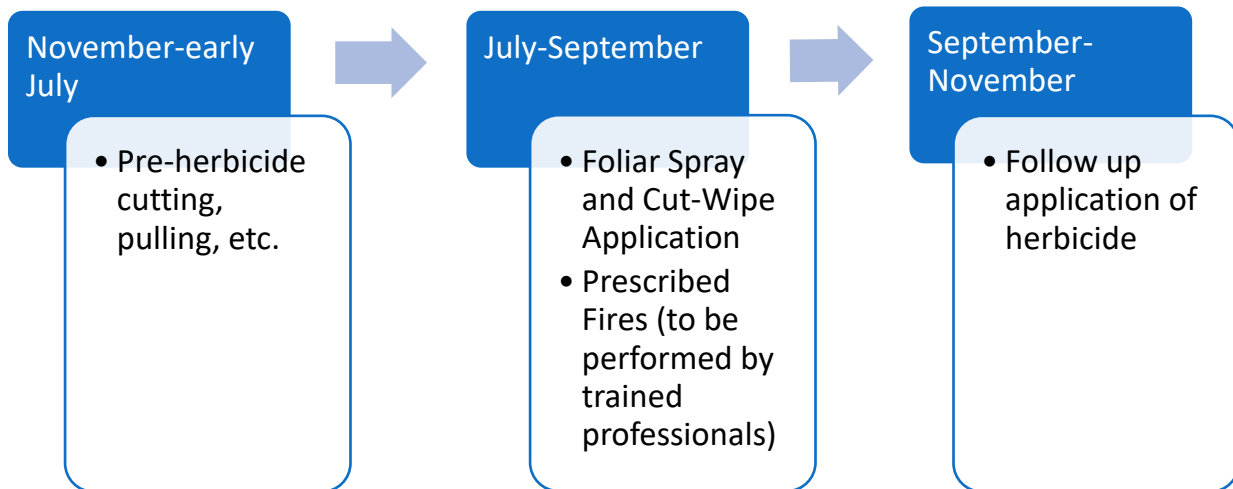 November-early
July
• Pre-herbicide
cutting,
pulling, etc.
July-September
• Foliar Spray
and Cut-Wipe
Application
• Prescribed
Fires (to be
performed by
trained
professionals)
September-
November
• Follow up
application of
herbicide